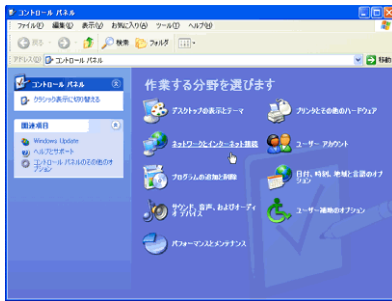 コントロール パネル
ファイル(F) 編集(E) 表示(V) お気に入り(A) ツール(T) ヘルプ(H)
戻る 検索 フォルダ
アドレス(D) コントロール パネル 移動
コントロール パネル
クラシック表示に切り替える
関連項目
Windows Update
ヘルプとサポート
コントロール パネルのその他のオプション
作業する分野を選びます
デスクトップの表示とテーマ
プリンタとその他のハードウェア
ネットワークとインターネット接続
ユーザー アカウント
プログラムの追加と削除
日付、時刻、地域と言語のオプション
サウンド、音声、およびオーディオ デバイス
ユーザー補助のオプション
パフォーマンスとメンテナンス